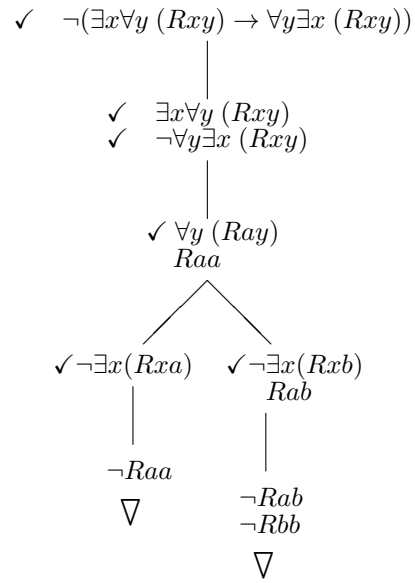 ✓ ¬(∃x∀y (Rxy) → ∀y∃x (Rxy))
✓ ∃x∀y (Rxy)
✓ ¬∀y∃x (Rxy)
✓ ∀y (Ray)
Raa
✓¬∃x(Rxa) ✓¬∃x(Rxb)
Rab
¬Raa
∇
¬Rab
¬Rbb
∇